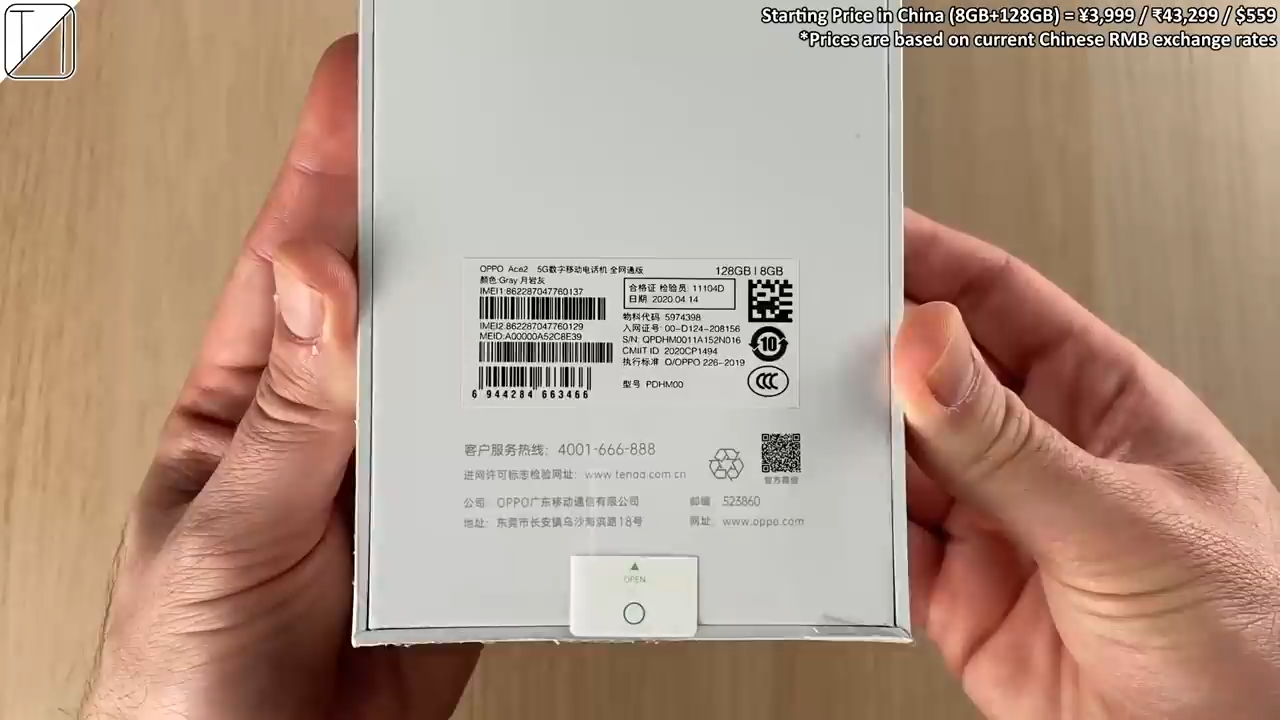 Starting Price in China (8GB+128GB) = ¥3,999 / ₹43,299 / $559
*Prices are based on current Chinese RMB exchange rates
OPPO Ace2 5G数字移动电话机 全网通版 128GB | 8GB
颜色:Gray 月岩灰
IMEI1:862287047760137
合格证 检验员: 11104D
日期 2020.04.14
物料代码 5974398
IMEI2:862287047760129
入网证号: 00-D124-208156
MEID:A00000A52C8E39
S/N: QPDHM0011A152N016
CMIIT ID 2020CP1494
执行标准 Q/OPPO 226-2019
10
CCC
型号 PDHM00
6 944284 663466
客户服务热线: 4001-666-888
进网许可标志检验网址: www.tenaa.com.cn
官方微信
公司: OPPO广东移动通信有限公司 邮编 523860
地址: 东莞市长安镇乌沙海滨路18号 网址 www.oppo.com
OPEN